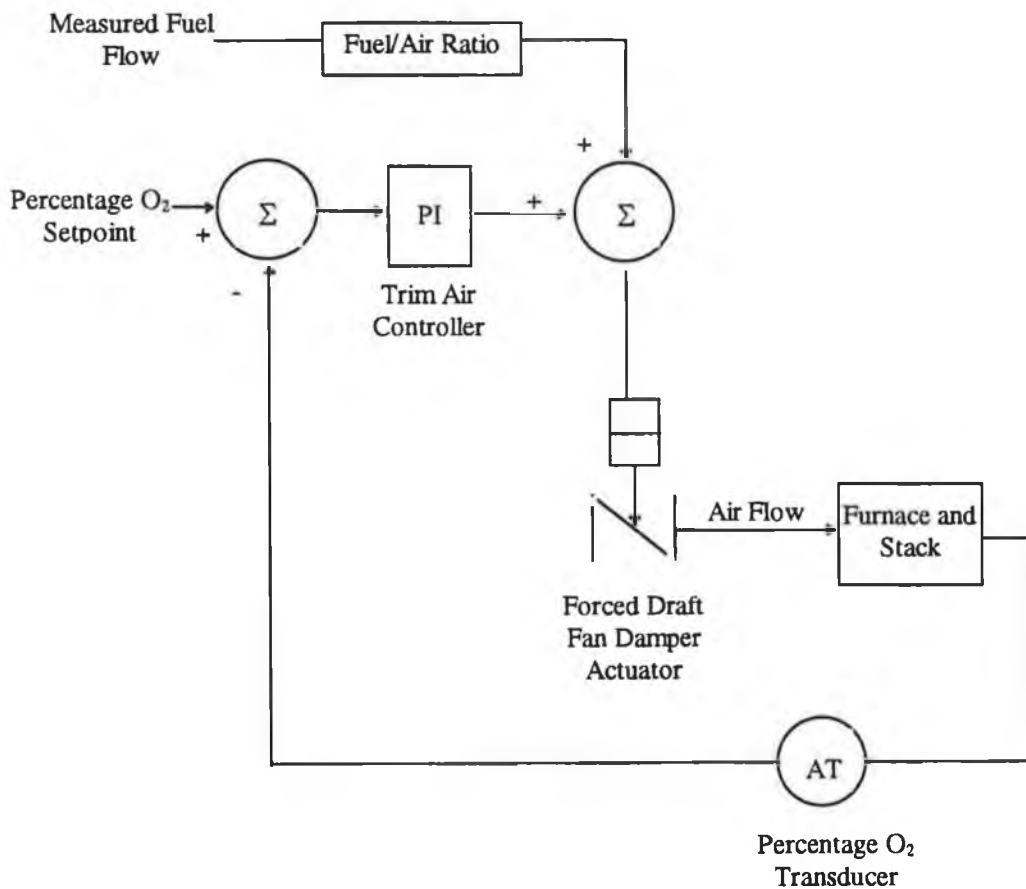 Measured Fuel
Flow
Fuel/Air Ratio
+
Percentage O₂
Setpoint
+
-
Σ
PI
Trim Air
Controller
+
Σ
Air Flow
Furnace and
Stack
Forced Draft
Fan Damper
Actuator
AT
Percentage O₂
Transducer